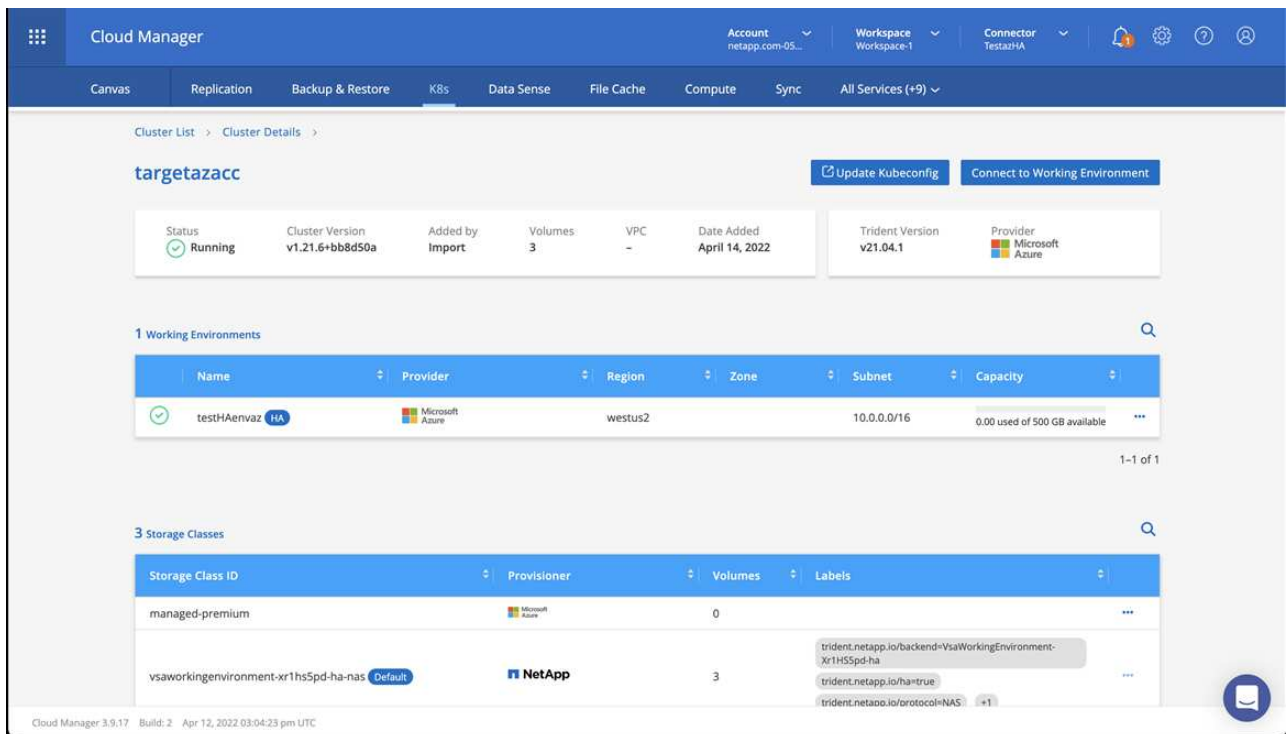 Cloud Manager
Account
netapp.com-05...
Workspace
Workspace-1
Connector
TestazHA
1
Canvas Replication Backup & Restore K8s Data Sense File Cache Compute Sync All Services (+9)
Cluster List > Cluster Details >
targetazacc
Update Kubeconfig
Connect to Working Environment
Status
Running
Cluster Version
v1.21.6+bb8d50a
Added by
Import
Volumes
3
VPC
–
Date Added
April 14, 2022
Trident Version
v21.04.1
Provider
Microsoft
Azure
1 Working Environments
Name Provider Region Zone Subnet Capacity
testHAenvaz HA
Microsoft
Azure
westus2
10.0.0.0/16
0.00 used of 500 GB available
1–1 of 1
3 Storage Classes
Storage Class ID Provisioner Volumes Labels
managed-premium
Microsoft
Azure
0
vsaworkingenvironment-xr1hs5pd-ha-nas Default
NetApp
3
trident.netapp.io/backend=VsaWorkingEnvironment-
Xr1HS5pd-ha
trident.netapp.io/ha=true
trident.netapp.io/protocol=NAS +1
Cloud Manager 3.9.17 Build: 2 Apr 12, 2022 03:04:23 pm UTC